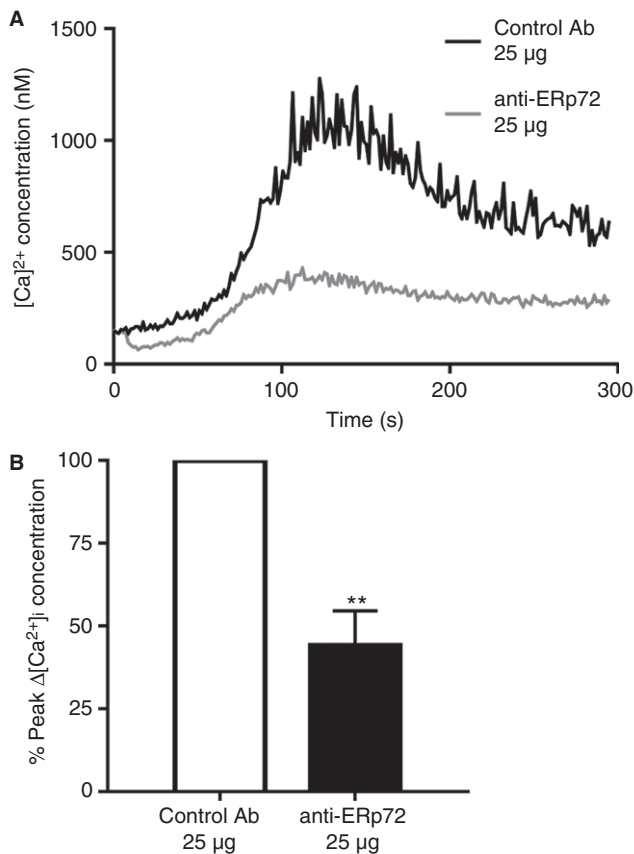 A
[Ca]²⁺ concentration (nM)
1500
1000
500
0
0
100
200
300
Time (s)
Control Ab
25 µg
anti-ERp72
25 µg
B
% Peak Δ[Ca²⁺]i concentration
100
75
50
25
0
**
Control Ab
25 µg
anti-ERp72
25 µg